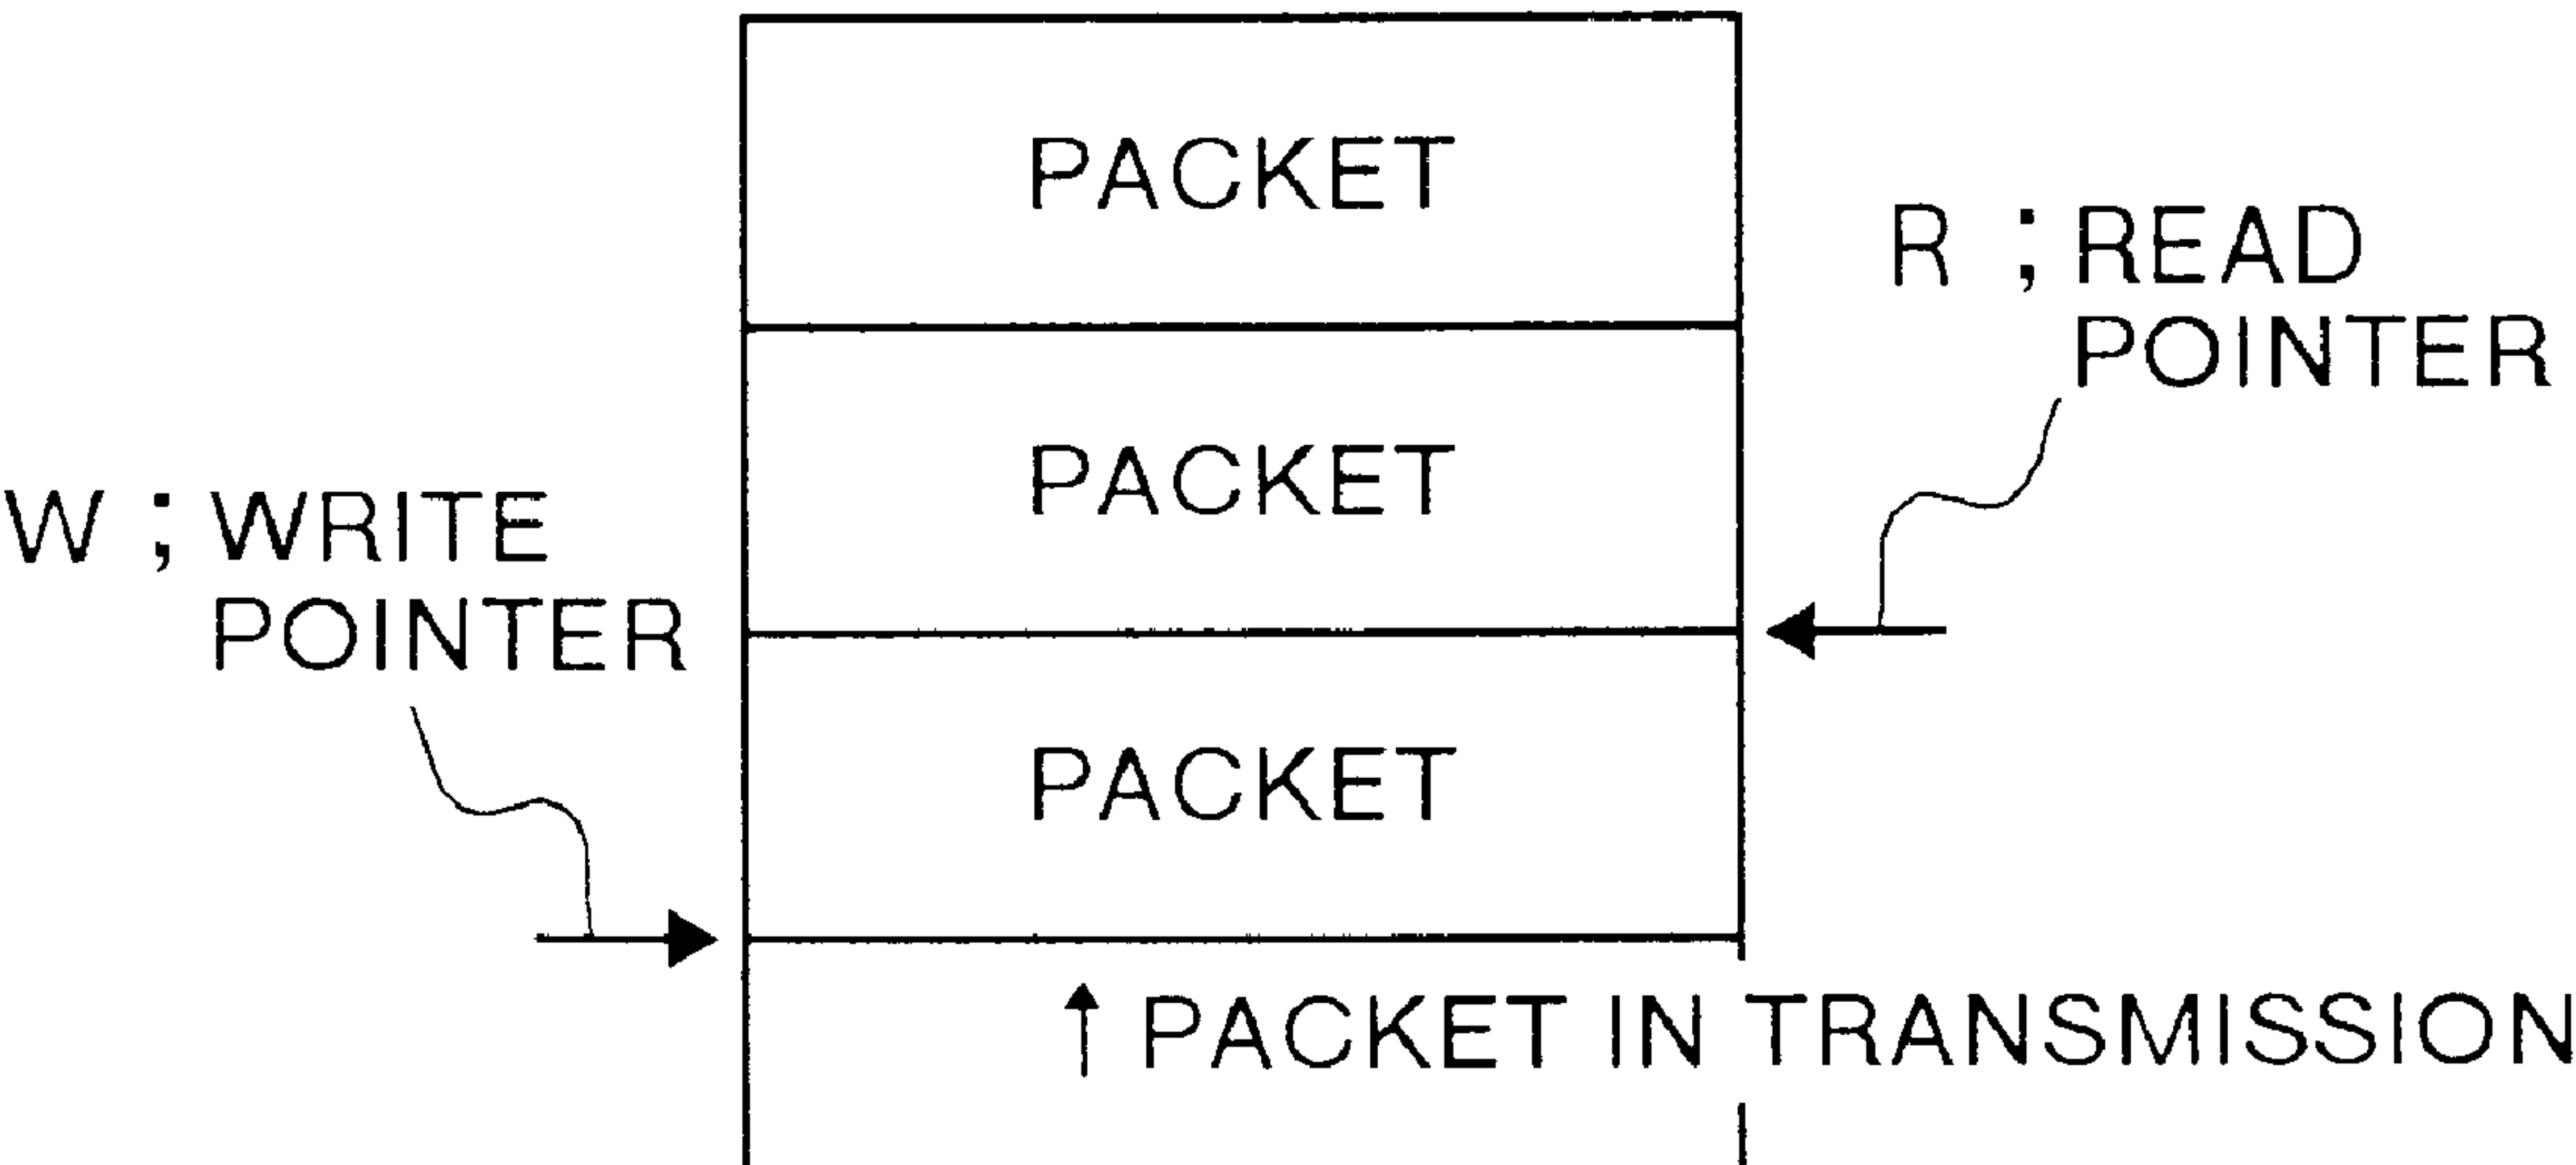 PACKET
R ; READ
POINTER
PACKET
W ; WRITE
POINTER
PACKET
↑ PACKET IN TRANSMISSION